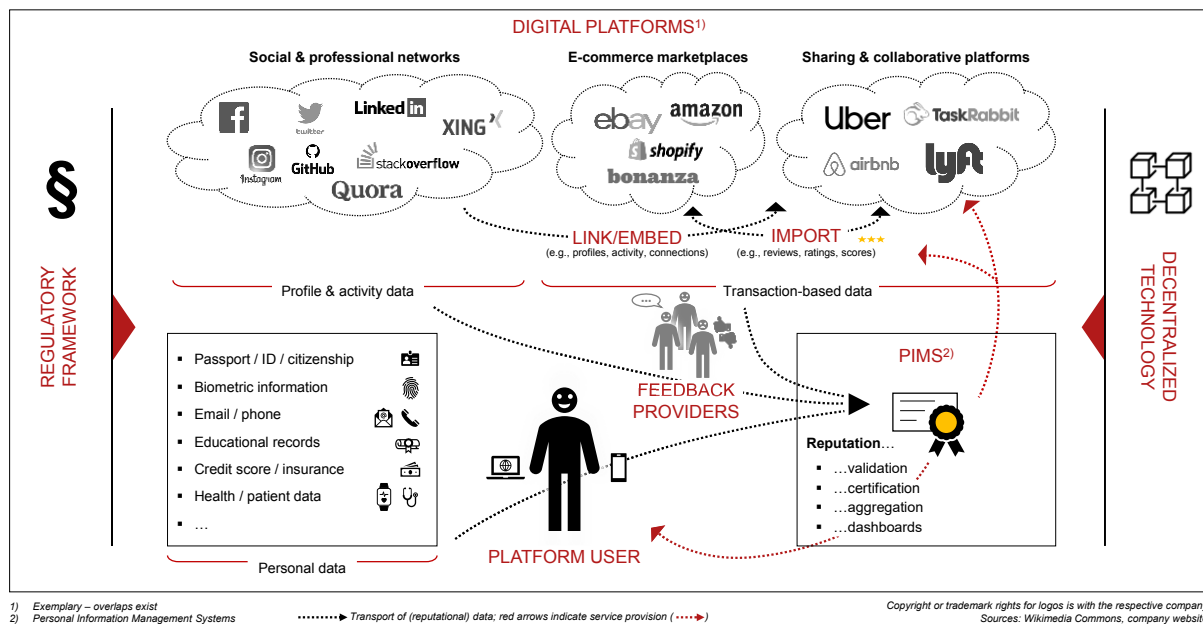 DIGITAL PLATFORMS1)
Social & professional networks
E-commerce marketplaces
Sharing & collaborative platforms
twitter
Linked in
XING
Instagram
GitHub
stackoverflow
Quora
ebay
amazon
shopify
bonanza
Uber
TaskRabbit
airbnb
lyft
§
REGULATORY
FRAMEWORK
DECENTRALIZED
TECHNOLOGY
LINK/EMBED
(e.g., profiles, activity, connections)
IMPORT
(e.g., reviews, ratings, scores)
Profile & activity data
Transaction-based data
▪ Passport / ID / citizenship
▪ Biometric information
▪ Email / phone
▪ Educational records
▪ Credit score / insurance
▪ Health / patient data
▪ …
Personal data
FEEDBACK
PROVIDERS
PLATFORM USER
PIMS2)
Reputation…
▪ …validation
▪ …certification
▪ …aggregation
▪ …dashboards
1) Exemplary – overlaps exist
2) Personal Information Management Systems
Transport of (reputational) data; red arrows indicate service provision ( )
Copyright or trademark rights for logos is with the respective company
Sources: Wikimedia Commons, company